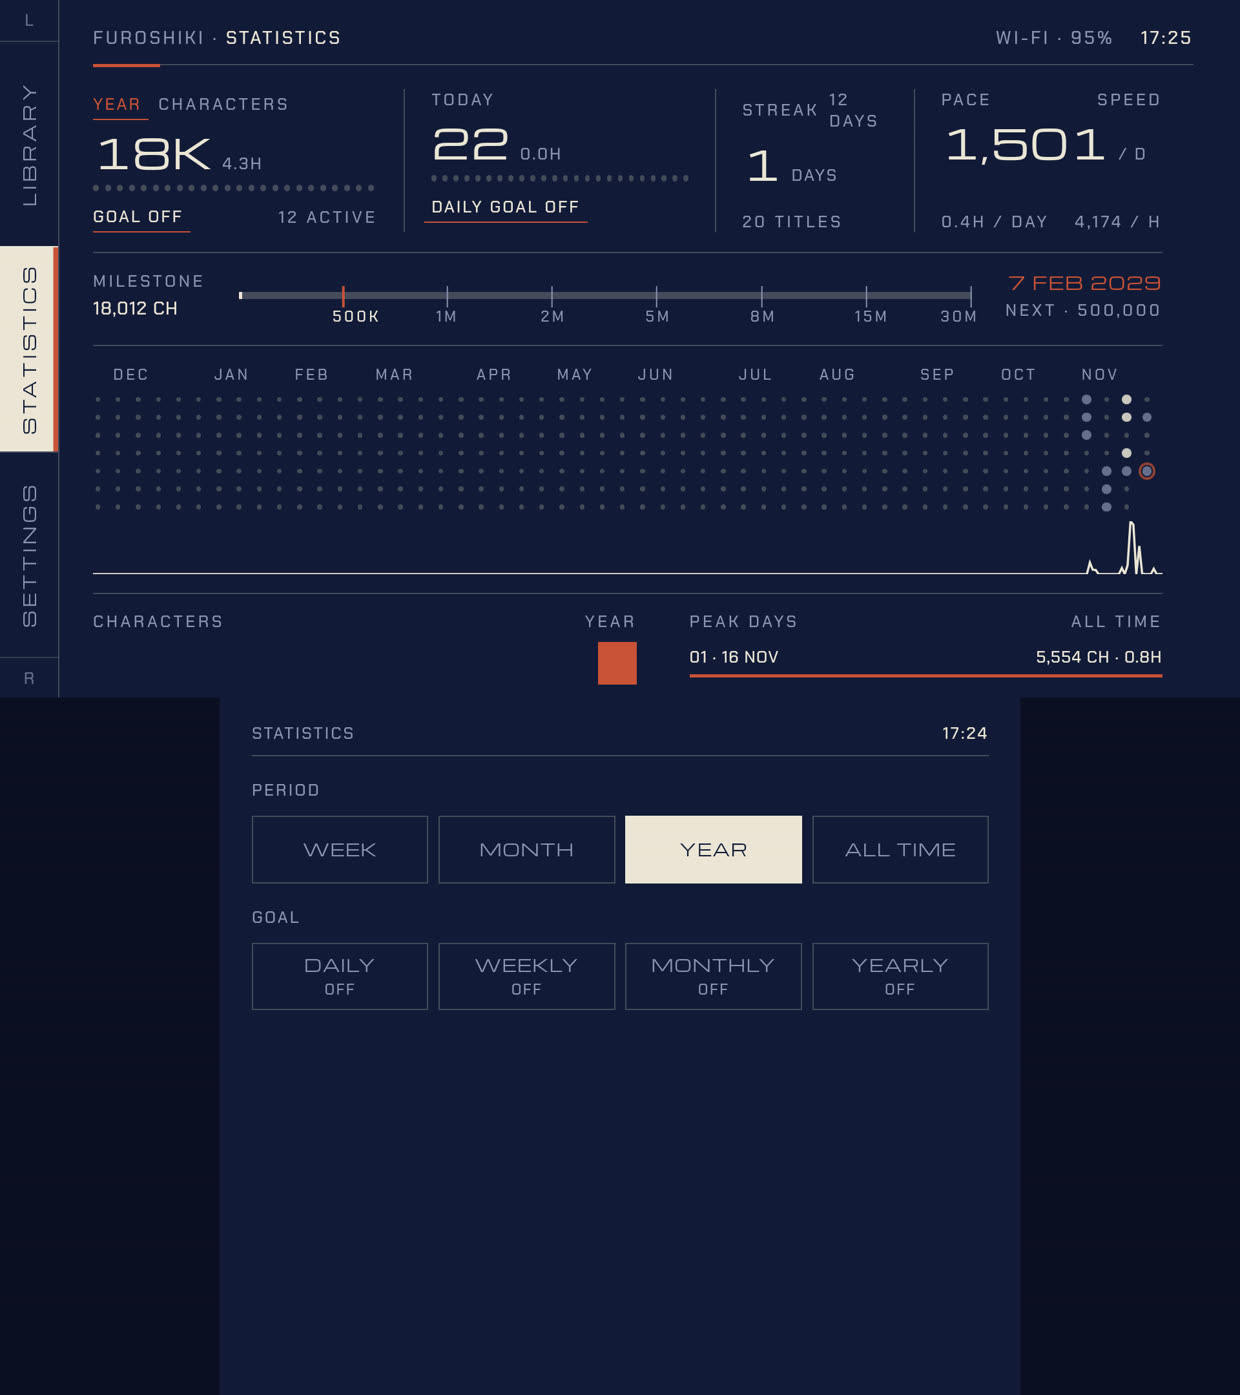 L
FUROSHIKI · STATISTICS
WI-FI · 95% 17:25
LIBRARY
STATISTICS
SETTINGS
R
YEAR CHARACTERS
18K 4.3H
GOAL OFF 12 ACTIVE
TODAY
22 0.0H
DAILY GOAL OFF
STREAK 12 DAYS
1 DAYS
20 TITLES
PACE SPEED
1,501 / D
0.4H / DAY 4,174 / H
MILESTONE
18,012 CH
500K 1M 2M 5M 8M 15M 30M
7 FEB 2029
NEXT · 500,000
DEC JAN FEB MAR APR MAY JUN JUL AUG SEP OCT NOV
CHARACTERS YEAR
PEAK DAYS ALL TIME
01 · 16 NOV 5,554 CH · 0.8H
STATISTICS 17:24
PERIOD
WEEK MONTH YEAR ALL TIME
GOAL
DAILY WEEKLY MONTHLY YEARLY
OFF OFF OFF OFF